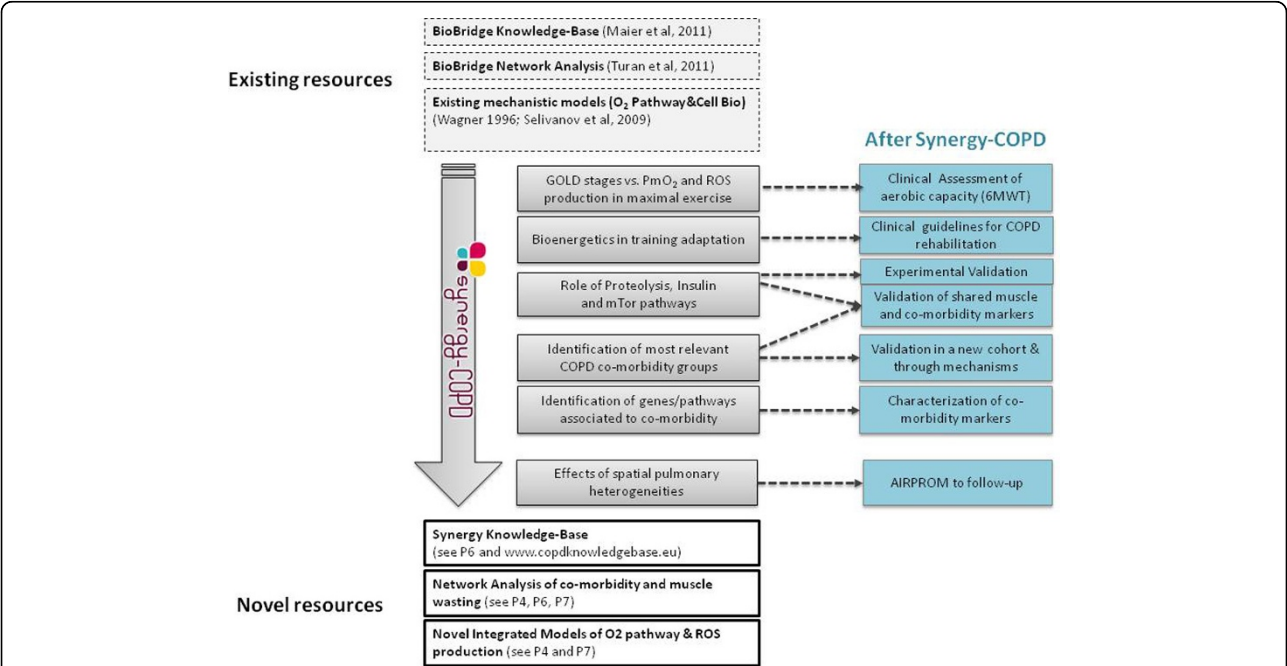 BioBridge Knowledge-Base (Maier et al, 2011)
Existing resources
BioBridge Network Analysis (Turan et al, 2011)
Existing mechanistic models (O₂ Pathway&Cell Bio)
(Wagner 1996; Selivanov et al, 2009)
After Synergy-COPD
GOLD stages vs. PmO₂ and ROS
production in maximal exercise
Clinical Assessment of
aerobic capacity (6MWT)
Bioenergetics in training adaptation
Clinical guidelines for COPD
rehabilitation
Role of Proteolysis, Insulin
and mTor pathways
Experimental Validation
Validation of shared muscle
and co-morbidity markers
synergy-COPD
Identification of most relevant
COPD co-morbidity groups
Validation in a new cohort &
through mechanisms
Identification of genes/pathways
associated to co-morbidity
Characterization of co-
morbidity markers
Effects of spatial pulmonary
heterogeneities
AIRPROM to follow-up
Synergy Knowledge-Base
(see P6 and www.copdknowledgebase.eu)
Novel resources
Network Analysis of co-morbidity and muscle
wasting (see P4, P6, P7)
Novel Integrated Models of O2 pathway & ROS
production (see P4 and P7)